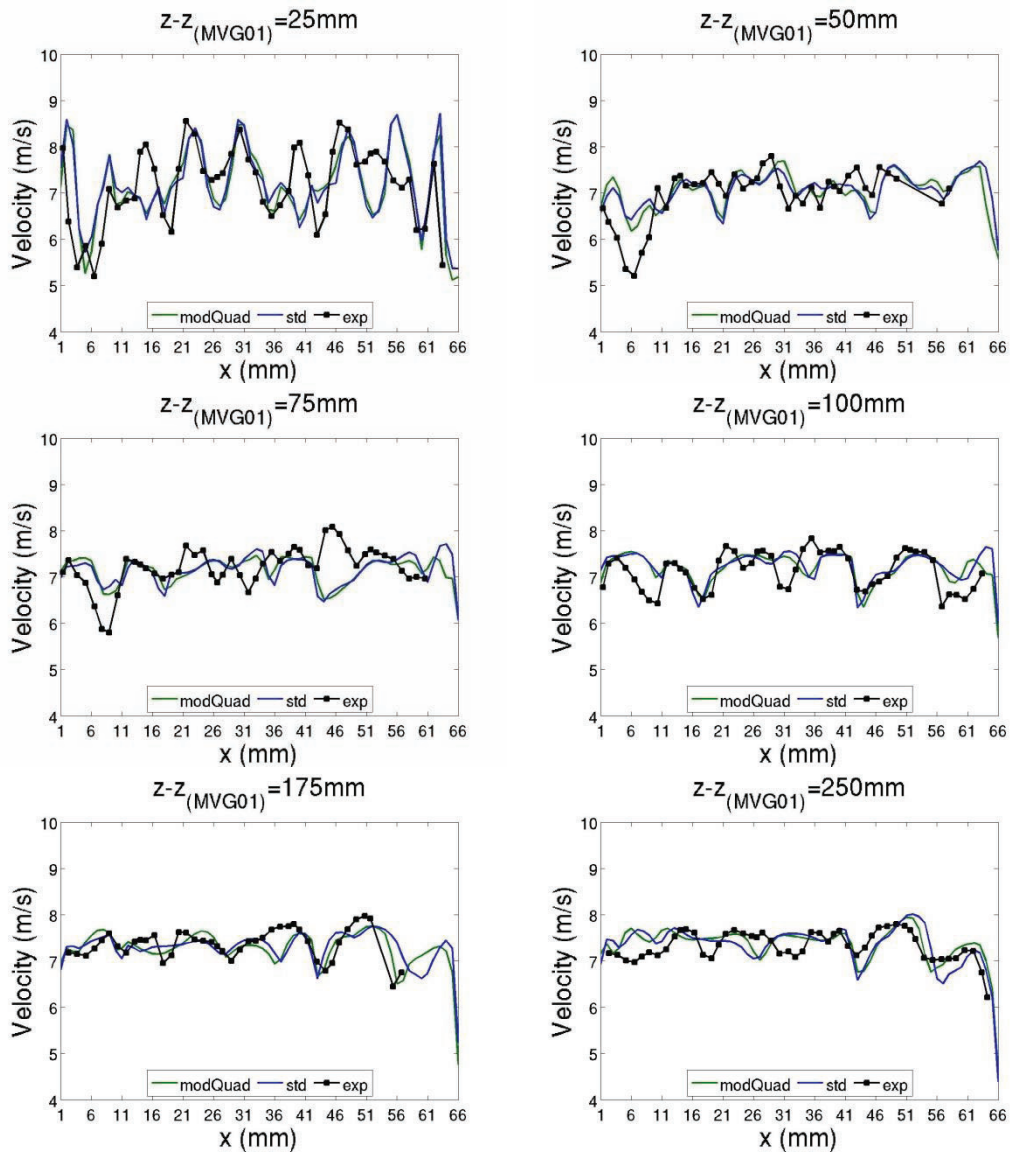 z-z(MVG01)=25mm
Velocity (m/s)
10
9
8
7
6
5
4
modQuad std exp
1 6 11 16 21 26 31 36 41 46 51 56 61 66
x (mm)
z-z(MVG01)=50mm
Velocity (m/s)
10
9
8
7
6
5
4
modQuad std exp
1 6 11 16 21 26 31 36 41 46 51 56 61 66
x (mm)
z-z(MVG01)=75mm
Velocity (m/s)
10
9
8
7
6
5
4
modQuad std exp
1 6 11 16 21 26 31 36 41 46 51 56 61 66
x (mm)
z-z(MVG01)=100mm
Velocity (m/s)
10
9
8
7
6
5
4
modQuad std exp
1 6 11 16 21 26 31 36 41 46 51 56 61 66
x (mm)
z-z(MVG01)=175mm
Velocity (m/s)
10
9
8
7
6
5
4
modQuad std exp
1 6 11 16 21 26 31 36 41 46 51 56 61 66
x (mm)
z-z(MVG01)=250mm
Velocity (m/s)
10
9
8
7
6
5
4
modQuad std exp
1 6 11 16 21 26 31 36 41 46 51 56 61 66
x (mm)